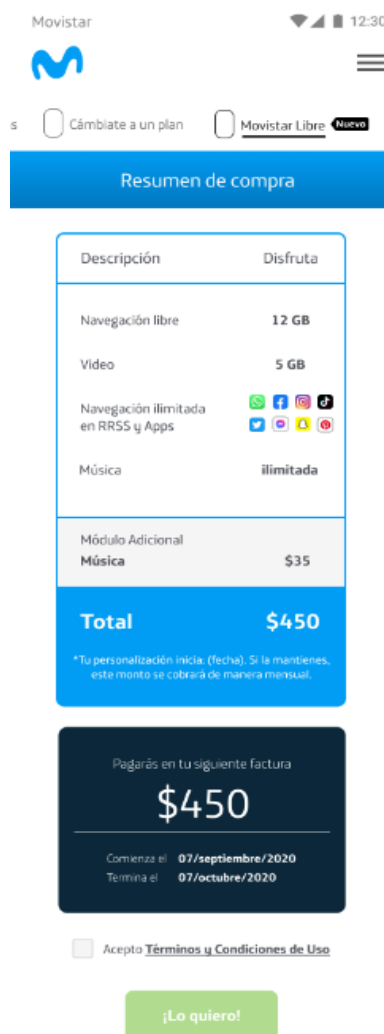 Movistar 12:30
s Cámbiate a un plan Movistar Libre Nuevo
Resumen de compra
Descripción Disfruta
Navegación libre 12 GB
Video 5 GB
Navegación ilimitada
en RRSS y Apps
Música ilimitada
Módulo Adicional
Música $35
Total $450
*Tu personalización inicia: (fecha). Si la mantienes,
este monto se cobrará de manera mensual.
Pagarás en tu siguiente factura
$450
Comienza el 07/septiembre/2020
Termina el 07/octubre/2020
Acepto Términos y Condiciones de Uso
¡Lo quiero!